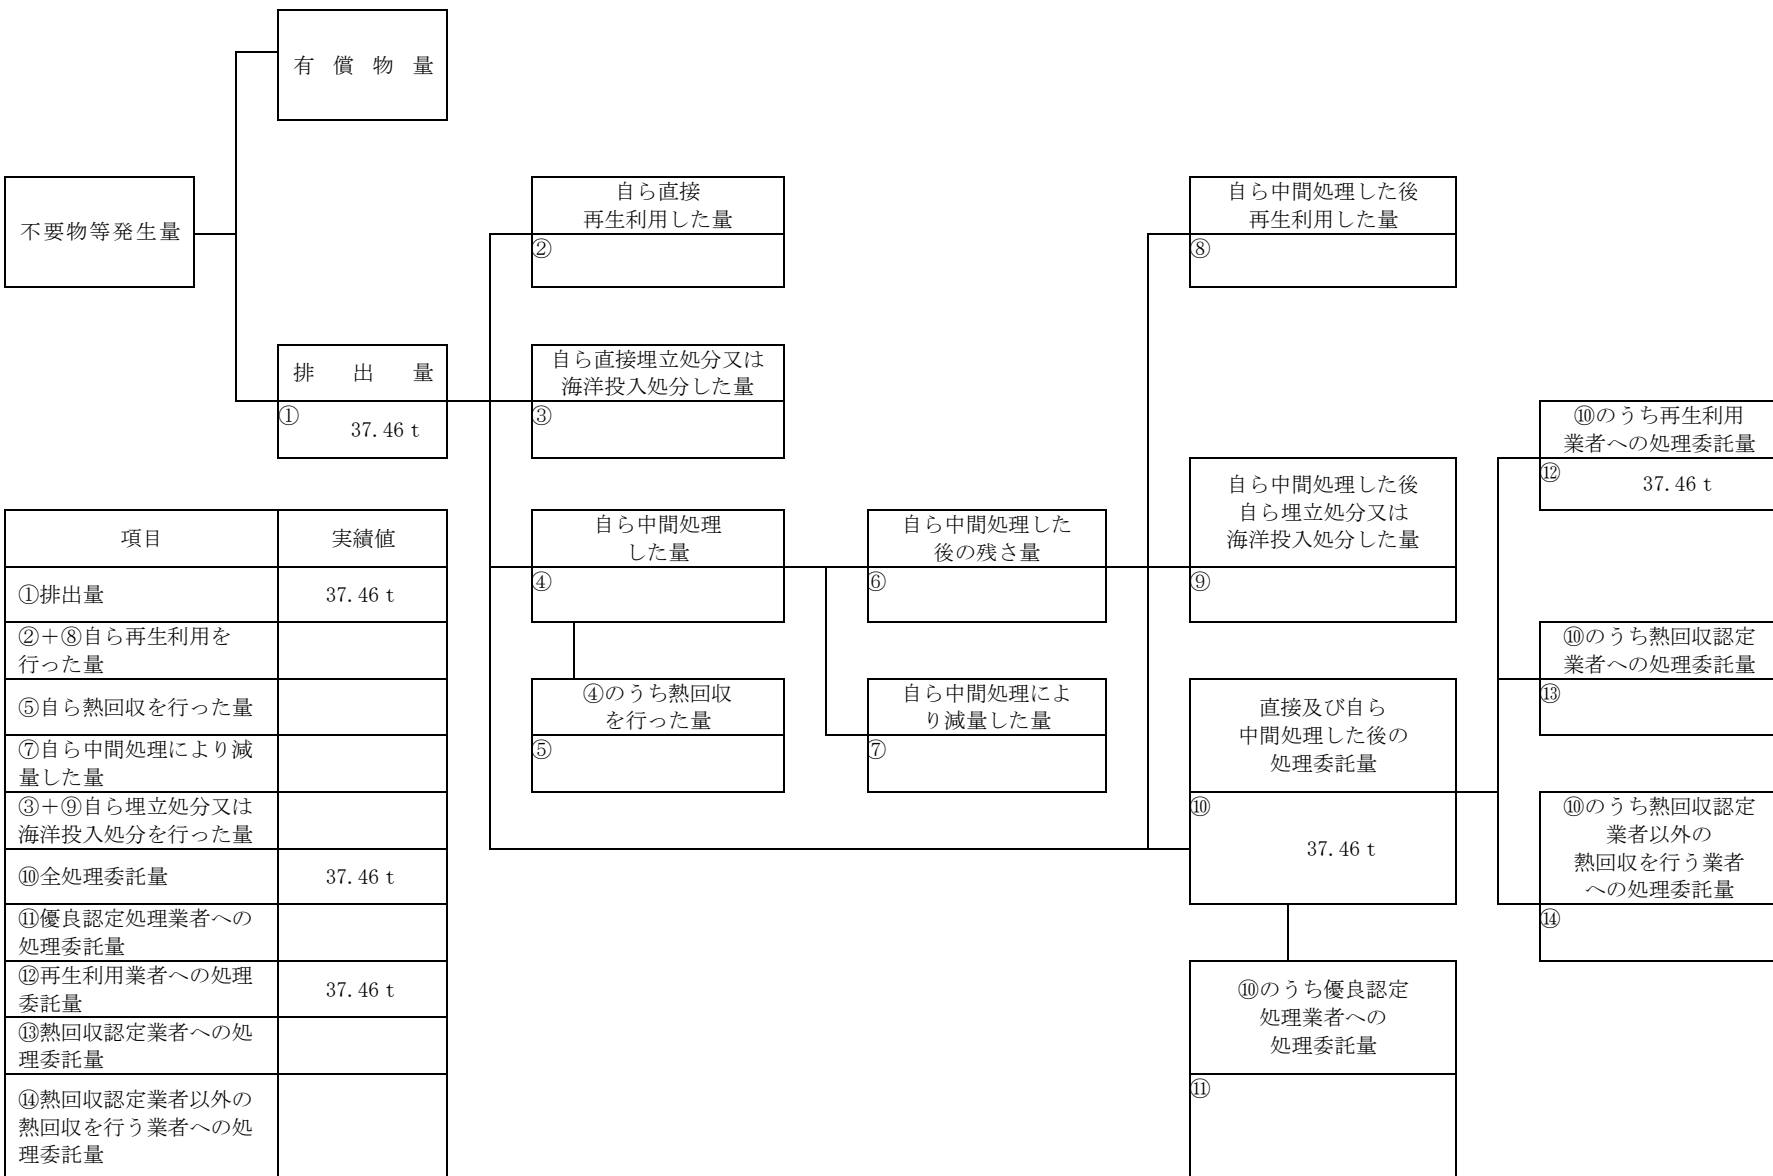 有償物量
不要物等発生量
排出量
①
37.46 t
自ら直接
再生利用した量
②
自ら直接埋立処分又は
海洋投入処分した量
③
自ら中間処理
した量
④
④のうち熱回収
を行った量
⑤
自ら中間処理した
後の残さ量
⑥
自ら中間処理によ
り減量した量
⑦
自ら中間処理した後
再生利用した量
⑧
自ら中間処理した後
自ら埋立処分又は
海洋投入処分した量
⑨
直接及び自ら
中間処理した後の
処理委託量
⑩
37.46 t
⑩のうち優良認定
処理業者への
処理委託量
⑪
⑩のうち再生利用
業者への処理委託量
⑫
37.46 t
⑩のうち熱回収認定
業者への処理委託量
⑬
⑩のうち熱回収認定
業者以外の
熱回収を行う業者
への処理委託量
⑭
項目 実績値
①排出量 37.46 t
②＋⑧自ら再生利用を
行った量
⑤自ら熱回収を行った量
⑦自ら中間処理により減
量した量
③＋⑨自ら埋立処分又は
海洋投入処分を行った量
⑩全処理委託量 37.46 t
⑪優良認定処理業者への
処理委託量
⑫再生利用業者への処理
委託量
37.46 t
⑬熱回収認定業者への処
理委託量
⑭熱回収認定業者以外の
熱回収を行う業者への処
理委託量